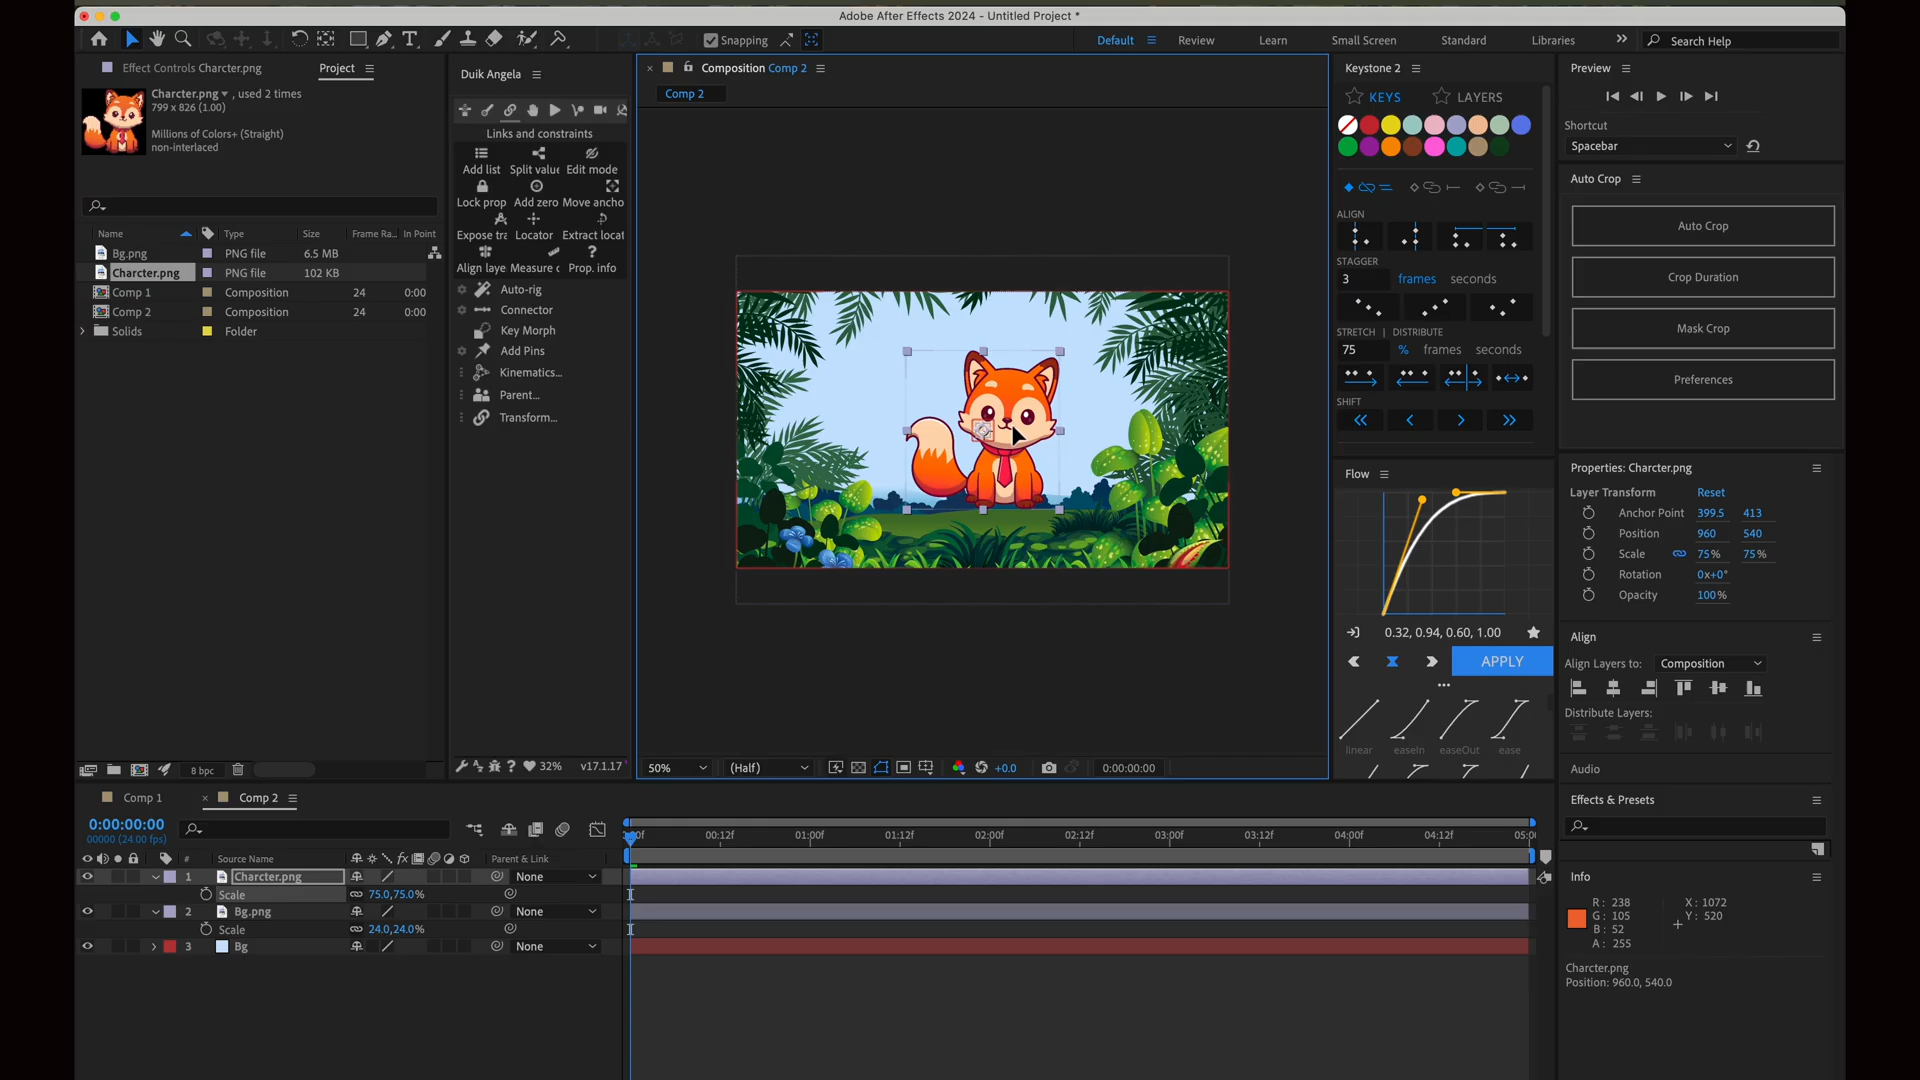 Adobe After Effects 2024 - Untitled Project *
Snapping
Default
Review
Learn
Small Screen
Standard
Libraries
Search Help
Effect Controls Charcter.png
Project
Charcter.png , used 2 times
799 x 826 (1.00)
Millions of Colors+ (Straight)
non-interlaced
Name Type Size Frame Ra.. In Point
Bg.png PNG file 6.5 MB
Charcter.png PNG file 102 KB
Comp 1 Composition 24 0:00
Comp 2 Composition 24 0:00
Solids Folder
8 bpc
Duik Angela
Links and constraints
Add list Split value Edit mode
Lock prop Add zero Move ancho
Expose tra Locator Extract locat
Align laye Measure c Prop. info
Auto-rig
Connector
Key Morph
Add Pins
Kinematics...
Parent...
Transform...
32% v17.1.17
Composition Comp 2
Comp 2
50% (Half) +0.0 0:00:00:00
Keystone 2
KEYS LAYERS
ALIGN
STAGGER
3 frames seconds
STRETCH | DISTRIBUTE
75 % frames seconds
SHIFT
Flow
0.32, 0.94, 0.60, 1.00
APPLY
linear easeIn easeOut ease
Preview
Shortcut
Spacebar
Auto Crop
Auto Crop
Crop Duration
Mask Crop
Preferences
Properties: Charcter.png
Layer Transform Reset
Anchor Point 399.5 413
Position 960 540
Scale 75% 75%
Rotation 0x+0°
Opacity 100%
Align
Align Layers to: Composition
Distribute Layers:
Audio
Effects & Presets
Info
R: 238
G: 105
B: 52
A: 255
X: 1072
Y: 520
Charcter.png
Position: 960.0, 540.0
Comp 1
Comp 2
0:00:00:00
00000 (24.00 fps)
00:12f 01:00f 01:12f 02:00f 02:12f 03:00f 03:12f 04:00f 04:12f
# Source Name fx Parent & Link
1 Charcter.png None
Scale 75.0,75.0%
2 Bg.png None
Scale 24.0,24.0%
3 Bg None